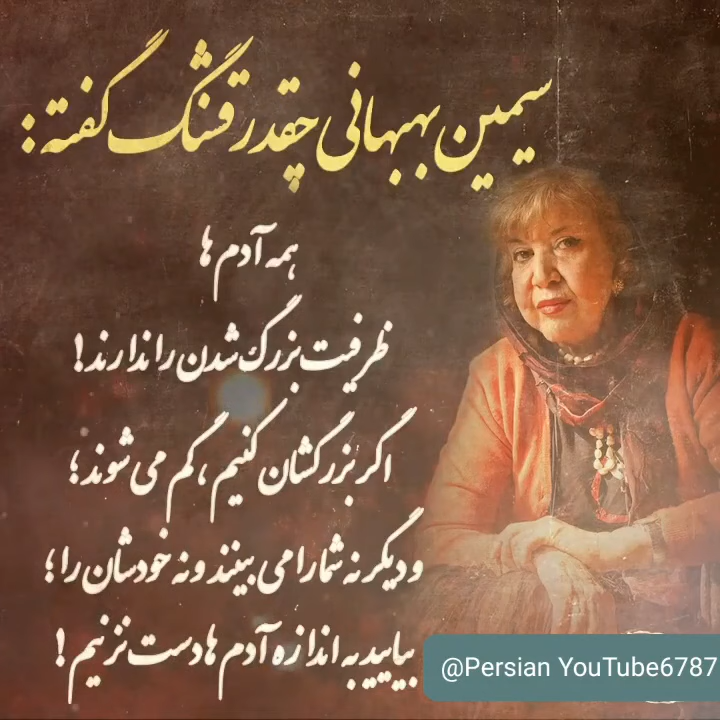 سیمین بهبهانی چقدر قشنگ گفته:
همه آدم ها
ظرفیت بزرگ شدن را ندارند!
اگر بزرگشان کنیم، گم می شوند؛
و دیگر نه شما را می بینند و نه خودشان را؛
بیایید به اندازه آدم ها دست نزنیم!
@Persian YouTube6787